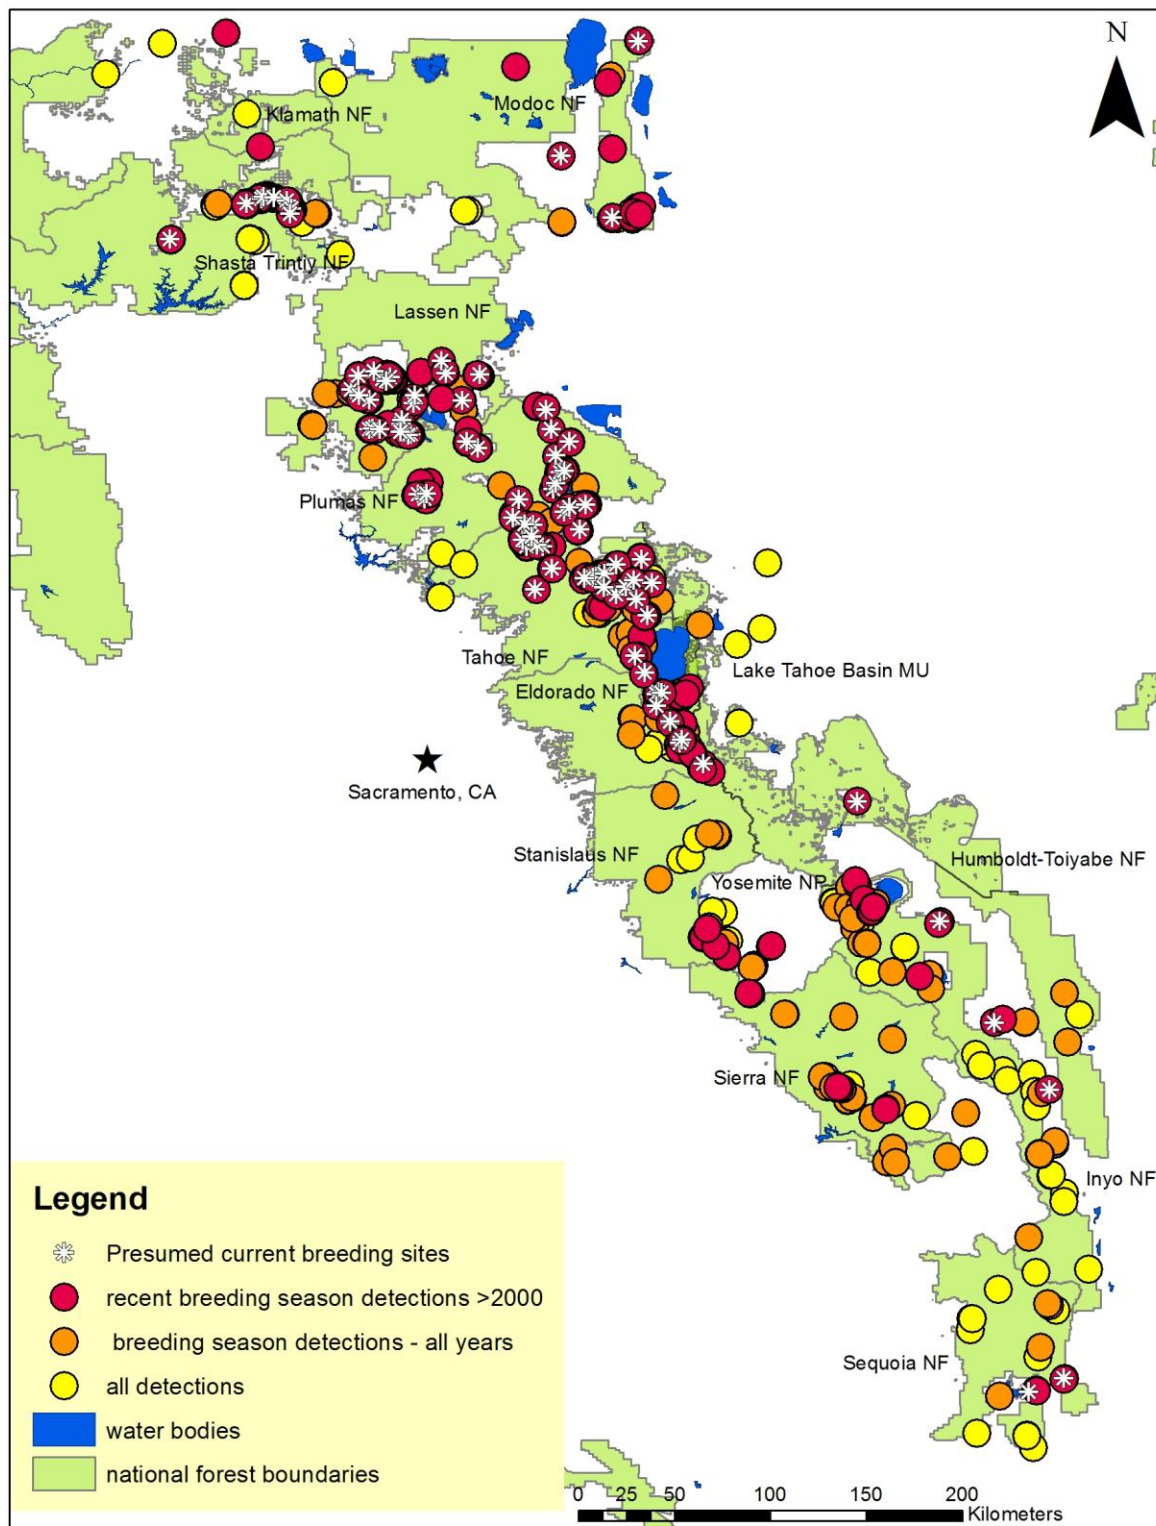 N
Modoc NF
Klamath NF
Shasta Trintiy NF
Lassen NF
Plumas NF
Tahoe NF
Lake Tahoe Basin MU
Eldorado NF
Sacramento, CA
Stanislaus NF
Humboldt-Toiyabe NF
Yosemite NP
Sierra NF
Inyo NF
Sequoia NF
Legend
Presumed current breeding sites
recent breeding season detections >2000
breeding season detections - all years
all detections
water bodies
national forest boundaries
0 25 50 100 150 200
Kilometers